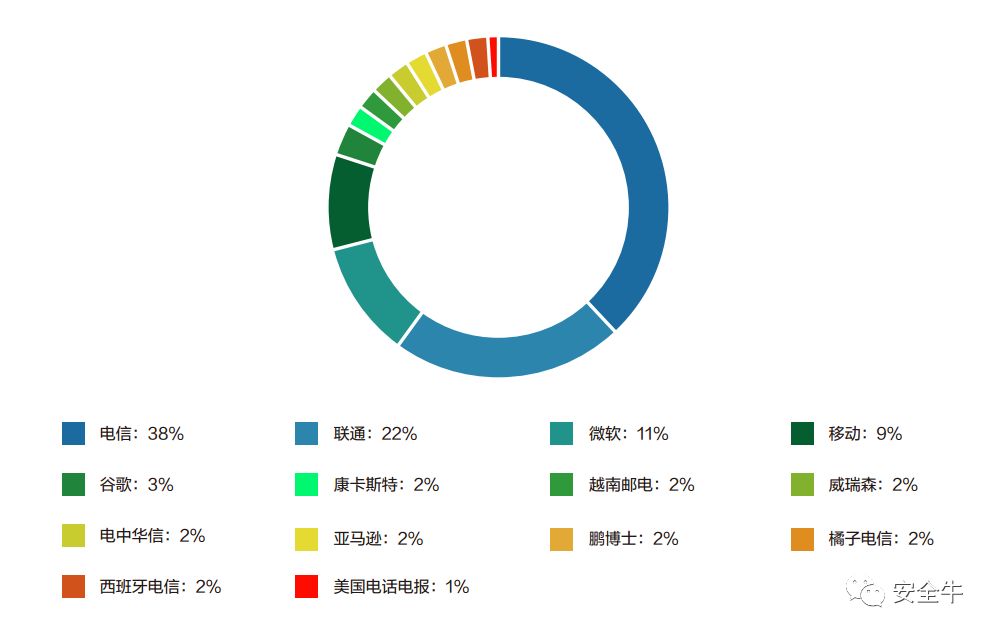 电信：38%
联通：22%
微软：11%
移动：9%
谷歌：3%
康卡斯特：2%
越南邮电：2%
威瑞森：2%
电中华信：2%
亚马逊：2%
鹏博士：2%
橘子电信：2%
西班牙电信：2%
美国电话电报：1%
安全牛